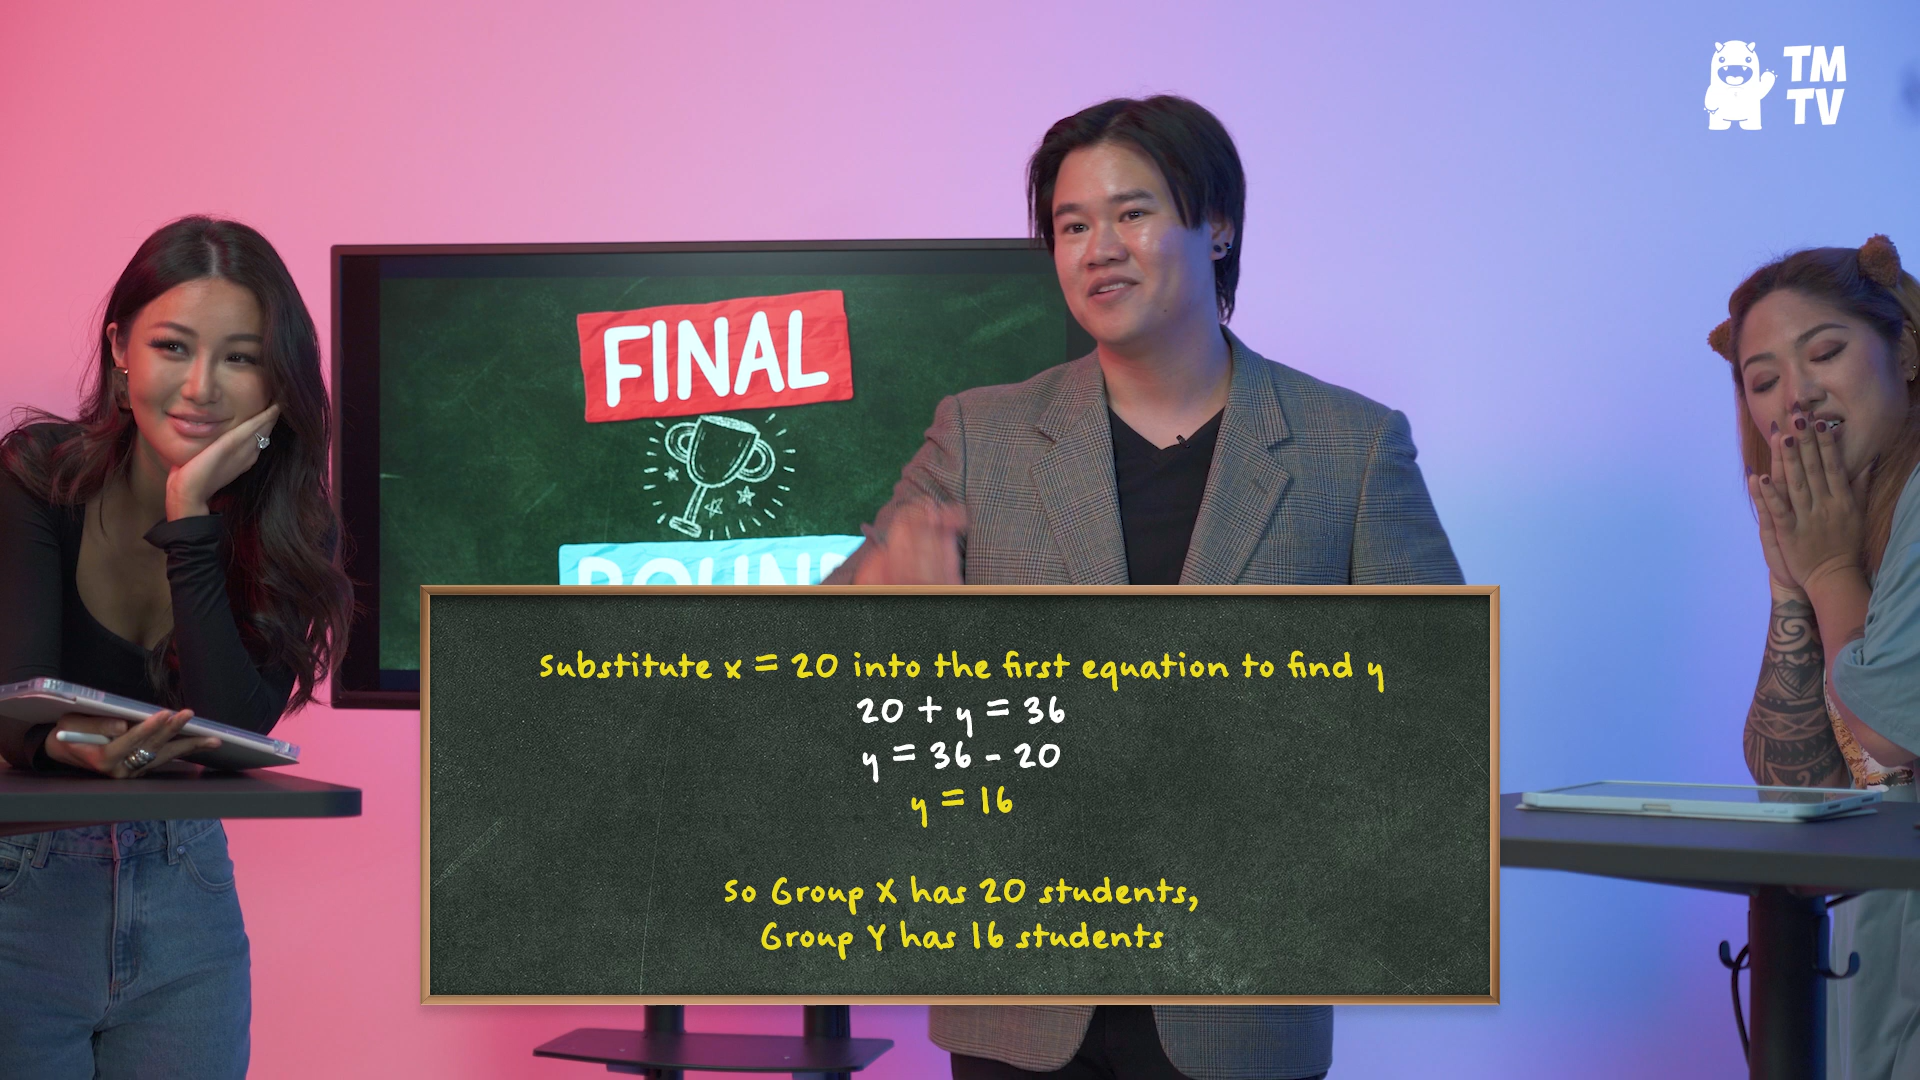 TM
TV
FINAL
ROUND
Substitute x = 20 into the first equation to find y
20 + y = 36
y = 36 - 20
y = 16
So Group X has 20 students,
Group Y has 16 students